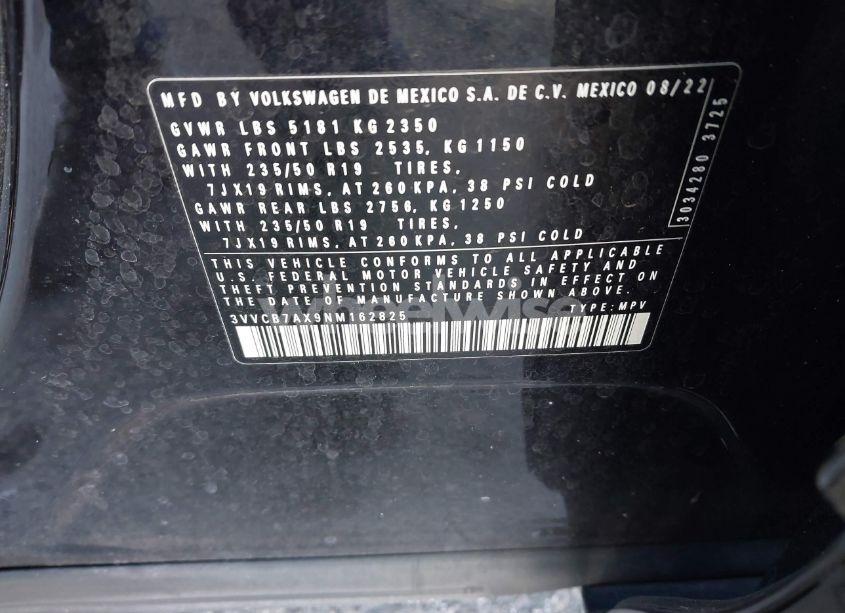 MFD BY VOLKSWAGEN DE MEXICO S.A. DE C.V. MEXICO 08/22
GVWR LBS 5181 KG 2350
GAWR FRONT LBS 2535, KG 1150
WITH 235/50 R19 TIRES,
7JX19 RIMS, AT 260 KPA, 38 PSI COLD
GAWR REAR LBS 2756, KG 1250
WITH 235/50 R19 TIRES,
7JX19 RIMS, AT 260 KPA, 38 PSI COLD
THIS VEHICLE CONFORMS TO ALL APPLICABLE
U.S. FEDERAL MOTOR VEHICLE SAFETY AND
THEFT PREVENTION STANDARDS IN EFFECT ON
THE DATE OF MANUFACTURE SHOWN ABOVE.
3VVCB7AX9NM162825 TYPE: MPV
3034280 3725
wheelwise